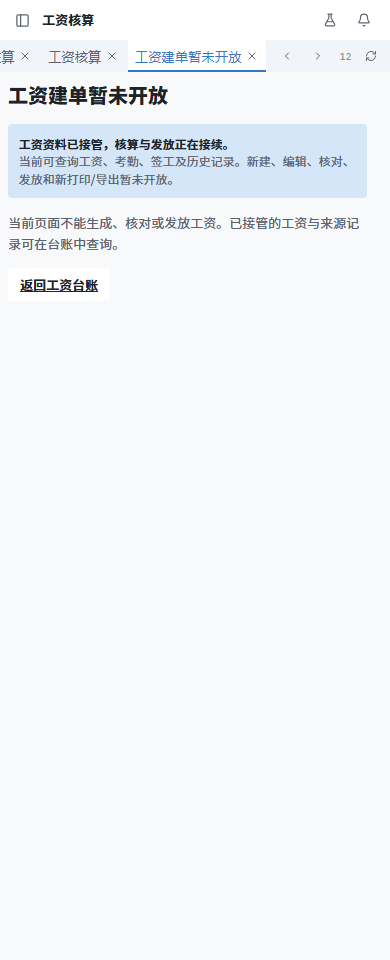 工资核算
算
工资核算
工资建单暂未开放
12
工资建单暂未开放
工资资料已接管，核算与发放正在接续。
当前可查询工资、考勤、签工及历史记录。新建、编辑、核对、
发放和新打印/导出暂未开放。
当前页面不能生成、核对或发放工资。已接管的工资与来源记
录可在台账中查询。
返回工资台账